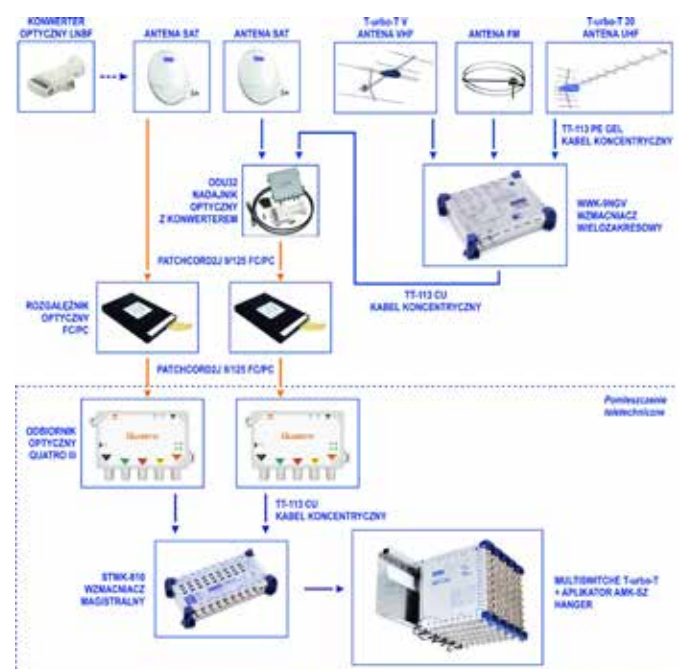 KONWERTER
OPTYCZNY LNBF
ANTENA SAT
ANTENA SAT
T-urbo-T V
ANTENA VHF
ANTENA FM
T-urbo-T 20
ANTENA UHF
TT-113 PE GEL
KABEL KONCENTRYCZNY
ODU32
NADAJNIK
OPTYCZNY
Z KONWERTEREM
WWK-9NGV
WZMACNIACZ
WIELOZAKRESOWY
PATCHCORD2J 9/125 FC/PC
TT-113 CU
KABEL KONCENTRYCZNY
ROZGAŁĘŹNIK
OPTYCZNY
FC/PC
PATCHCORD2J 9/125 FC/PC
Pomieszczenie
teletechniczne
ODBIORNIK
OPTYCZNY
QUATRO III
Quatro
Quatro
TT-113 CU
KABEL KONCENTRYCZNY
STMK-910
WZMACNIACZ
MAGISTRALNY
MULTISWITCHE T-urbo-T
+ APLIKATOR AMK-SZ
HANGER